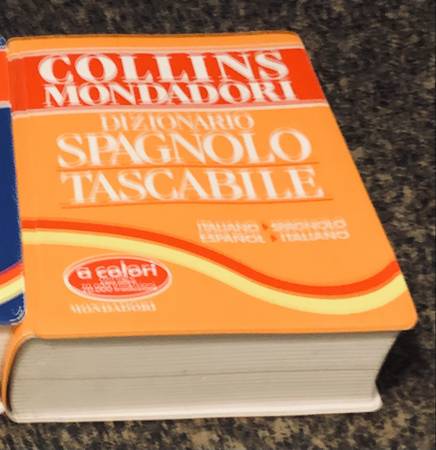 COLLINS
MONDADORI
DIZIONARIO
SPAGNOLO
TASCABILE
ITALIANO SPAGNOLO
ESPAÑOL ITALIANO
a colori
MONDADORI